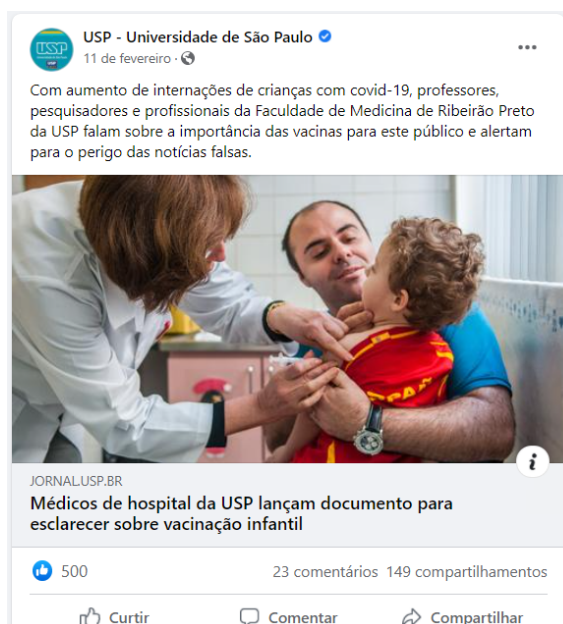 USP
USP - Universidade de São Paulo
11 de fevereiro ·
Com aumento de internações de crianças com covid-19, professores,
pesquisadores e profissionais da Faculdade de Medicina de Ribeirão Preto
da USP falam sobre a importância das vacinas para este público e alertam
para o perigo das notícias falsas.
i
JORNAL.USP.BR
Médicos de hospital da USP lançam documento para
esclarecer sobre vacinação infantil
500 23 comentários 149 compartilhamentos
Curtir Comentar Compartilhar